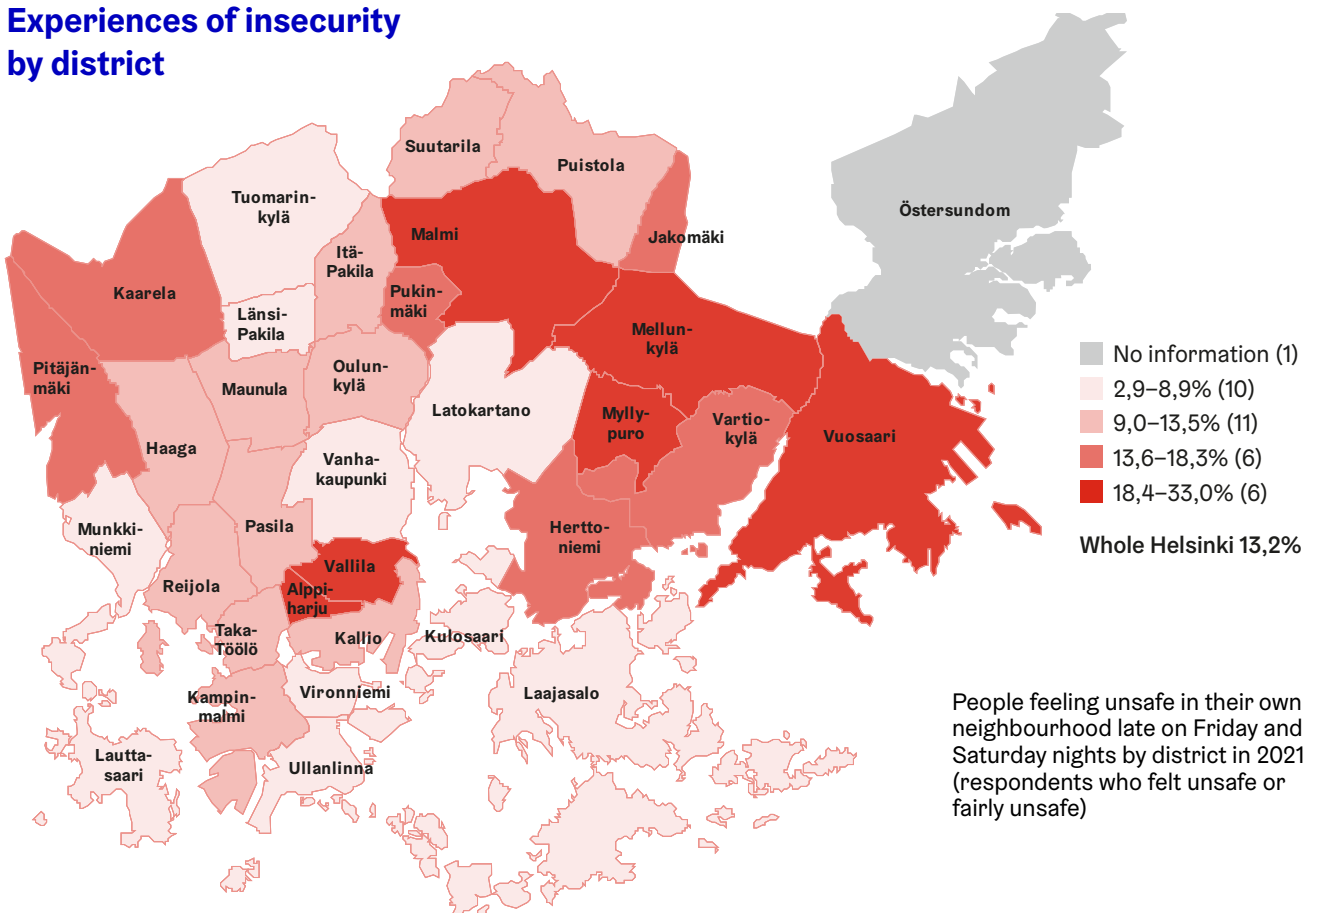 Experiences of insecurity
by district
Suutarila
Puistola
Tuomarin-
kylä
Östersundom
Malmi
Jakomäki
Itä-
Pakila
Kaarela
Pukin-
mäki
Länsi-
Pakila
Mellun-
kylä
No information (1)
Pitäjän-
mäki
Oulun-
kylä
Maunula
2,9–8,9% (10)
Latokartano
Mylly-
puro
Vartio-
kylä
9,0–13,5% (11)
Vuosaari
Haaga
Vanha-
kaupunki
13,6–18,3% (6)
18,4–33,0% (6)
Munkki-
niemi
Pasila
Hertto-
niemi
Whole Helsinki 13,2%
Vallila
Reijola
Alppi-
harju
Taka-
Töölö
Kallio
Kulosaari
Kampin-
malmi
Vironniemi
Laajasalo
Lautta-
saari
Ullanlinna
People feeling unsafe in their own
neighbourhood late on Friday and
Saturday nights by district in 2021
(respondents who felt unsafe or
fairly unsafe)